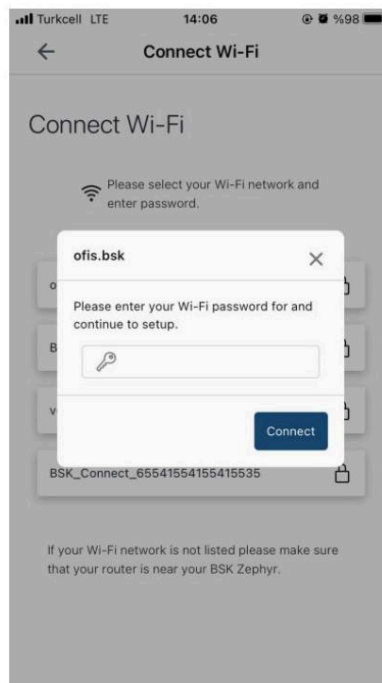 Turkcell LTE 14:06 %98
Connect Wi-Fi
Connect Wi-Fi
Please select your Wi-Fi network and
enter password.
ofis.bsk
o
Please enter your Wi-Fi password for and
continue to setup.
B
v
Connect
BSK_Connect_65541554155415535
If your Wi-Fi network is not listed please make sure
that your router is near your BSK Zephyr.